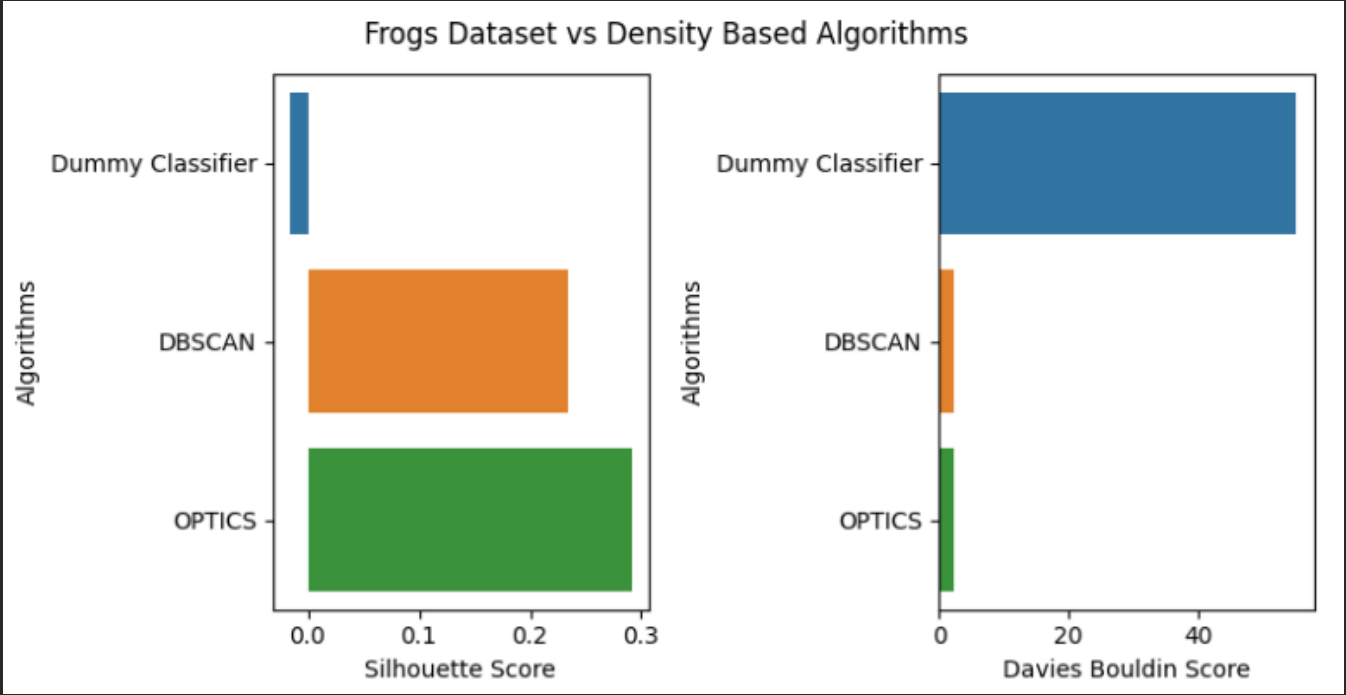 Frogs Dataset vs Density Based Algorithms
Algorithms
Dummy Classifier
DBSCAN
OPTICS
0.0 0.1 0.2 0.3
Silhouette Score
Algorithms
Dummy Classifier
DBSCAN
OPTICS
0 20 40
Davies Bouldin Score